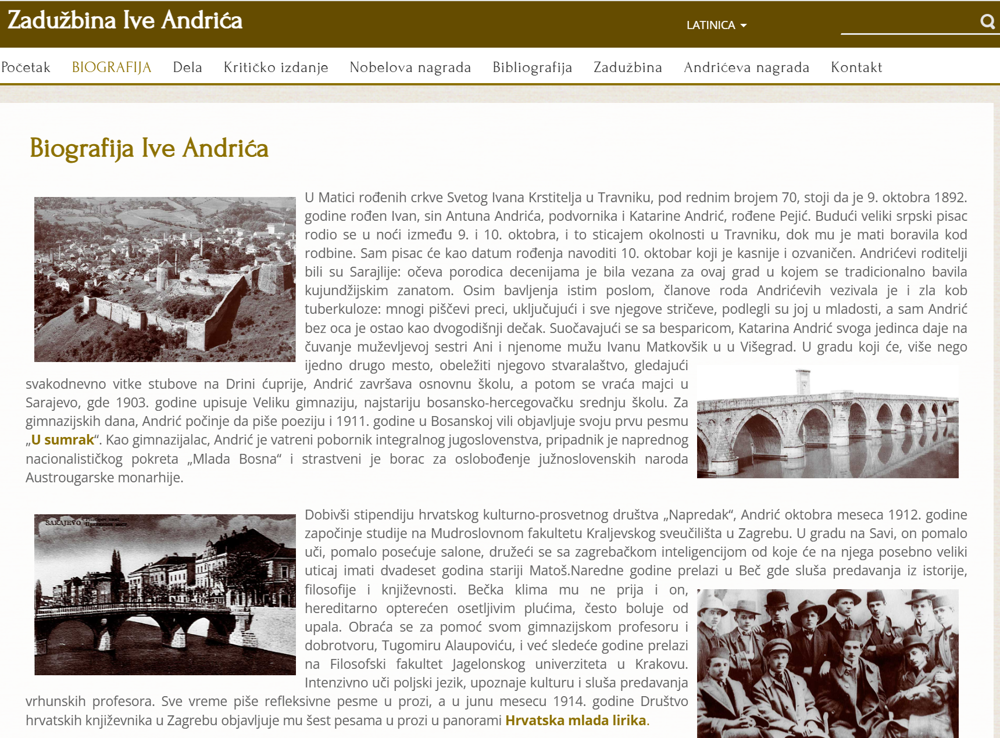 Zadužbina Ive Andrića
LATINICA
Početak BIOGRAFIJA Dela Kritičko izdanje Nobelova nagrada Bibliografija Zadužbina Andrićeva nagrada Kontakt
Biografija Ive Andrića
U Matici rođenih crkve Svetog Ivana Krstitelja u Travniku, pod rednim brojem 70, stoji da je 9. oktobra 1892.
godine rođen Ivan, sin Antuna Andrića, podvornika i Katarine Andrić, rođene Pejić. Budući veliki srpski pisac
rodio se u noći između 9. i 10. oktobra, i to sticajem okolnosti u Travniku, dok mu je mati boravila kod
rodbine. Sam pisac će kao datum rođenja navoditi 10. oktobar koji je kasnije i ozvaničen. Andrićevi roditelji
bili su Sarajlije: očeva porodica decenijama je bila vezana za ovaj grad u kojem se tradicionalno bavila
kujundžijskim zanatom. Osim bavljenja istim poslom, članove roda Andrićevih vezivala je i zla kob
tuberkuloze: mnogi piščevi preci, uključujući i sve njegove stričeve, podlegli su joj u mladosti, a sam Andrić
bez oca je ostao kao dvogodišnji dečak. Suočavajući se sa besparicom, Katarina Andrić svoga jedinca daje na
čuvanje muževljevoj sestri Ani i njenome mužu Ivanu Matkovšik u u Višegrad. U gradu koji će, više nego
ijedno drugo mesto, obeležiti njegovo stvaralaštvo, gledajući
svakodnevno vitke stubove na Drini ćuprije, Andrić završava osnovnu školu, a potom se vraća majci u
Sarajevo, gde 1903. godine upisuje Veliku gimnaziju, najstariju bosansko-hercegovačku srednju školu. Za
gimnazijskih dana, Andrić počinje da piše poeziju i 1911. godine u Bosanskoj vili objavljuje svoju prvu pesmu
„U sumrak“. Kao gimnazijalac, Andrić je vatreni pobornik integralnog jugoslovenstva, pripadnik je naprednog
nacionalističkog pokreta „Mlada Bosna“ i strastveni je borac za oslobođenje južnoslovenskih naroda
Austrougarske monarhije.
SARAJEVO
Dobivši stipendiju hrvatskog kulturno-prosvetnog društva „Napredak“, Andrić oktobra meseca 1912. godine
započinje studije na Mudroslovnom fakultetu Kraljevskog sveučilišta u Zagrebu. U gradu na Savi, on pomalo
uči, pomalo posećuje salone, družeći se sa zagrebačkom inteligencijom od koje će na njega posebno veliki
uticaj imati dvadeset godina stariji Matoš.Naredne godine prelazi u Beč gde sluša predavanja iz istorije,
filosofije i književnosti. Bečka klima mu ne prija i on,
hereditarno opterećen osetljivim plućima, često boluje od
upala. Obraća se za pomoć svom gimnazijskom profesoru i
dobrotvoru, Tugomiru Alaupoviću, i već sledeće godine prelazi
na Filosofski fakultet Jagelonskog univerziteta u Krakovu.
Intenzivno uči poljski jezik, upoznaje kulturu i sluša predavanja
vrhunskih profesora. Sve vreme piše refleksivne pesme u prozi, a u junu mesecu 1914. godine Društvo
hrvatskih književnika u Zagrebu objavljuje mu šest pesama u prozi u panorami Hrvatska mlada lirika.